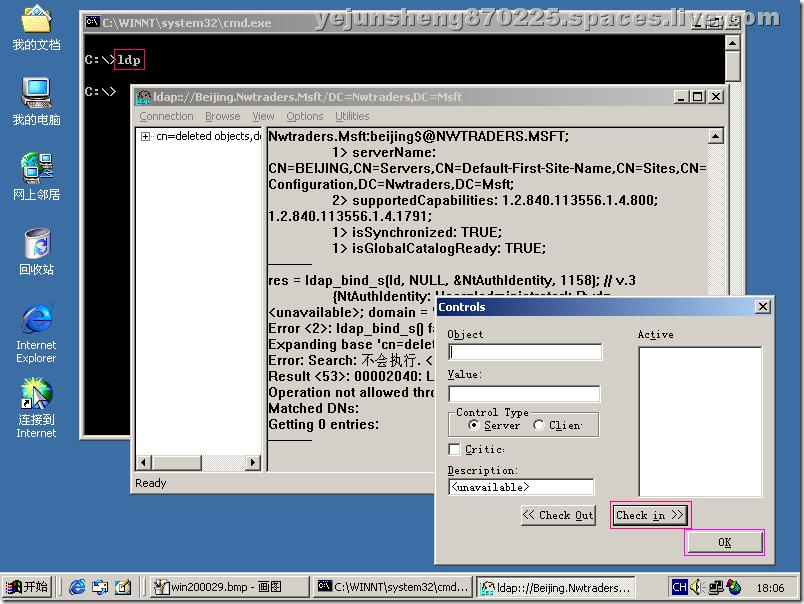 yejunsheng870225.spaces.live.com
C:\WINNT\system32\cmd.exe
C:\>ldp
C:\>
我的文档
我的电脑
网上邻居
回收站
Internet
Explorer
连接到
Internet
ldap://Beijing.Nwtraders.Msft/DC=Nwtraders,DC=Msft
Connection Browse View Options Utilities
cn=deleted objects,d
Nwtraders.Msft:beijing$@NWTRADERS.MSFT;
1> serverName:
CN=BEIJING,CN=Servers,CN=Default-First-Site-Name,CN=Sites,CN=
Configuration,DC=Nwtraders,DC=Msft;
2> supportedCapabilities: 1.2.840.113556.1.4.800;
1.2.840.113556.1.4.1791;
1> isSynchronized: TRUE;
1> isGlobalCatalogReady: TRUE;
res = ldap_bind_s(ld, NULL, &NtAuthIdentity, 1158); // v.3
{NtAuthIdentity:
<unavailable>; domain = '
Error <2>: ldap_bind_s() f
Expanding base 'cn=delet
Error: Search: 不会执行. <
Result <53>: 00002040: L
Operation not allowed thro
Matched DNs:
Getting 0 entries:
Ready
Controls
Object
Active
Value:
Control Type
Server Clien
Critic
Description:
<unavailable>
<< Check Out
Check in >>
OK
开始
win200029.bmp - 画图
C:\WINNT\system32\cmd....
ldap://Beijing.Nwtraders...
CH
18:06